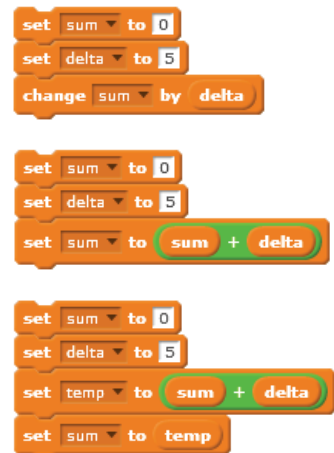 set sum to 0
set delta to 5
change sum by delta
set sum to 0
set delta to 5
set sum to sum + delta
set sum to 0
set delta to 5
set temp to sum + delta
set sum to temp